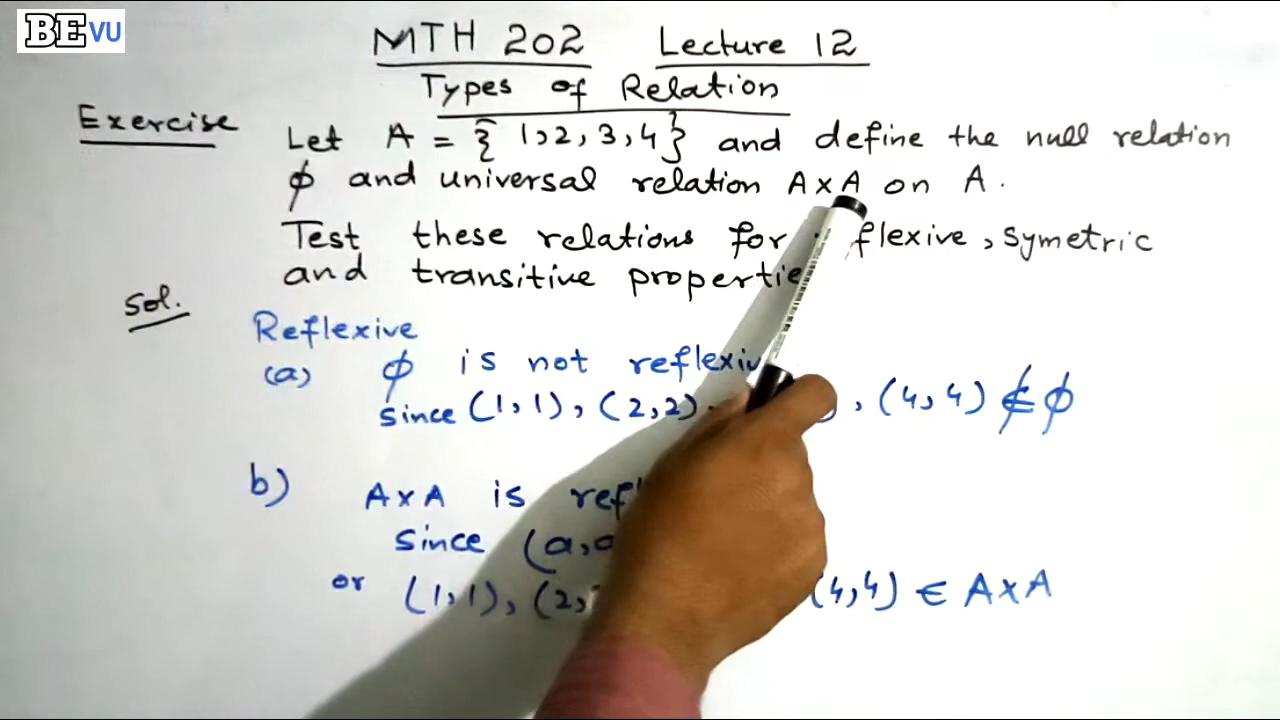 BE VU
MTH 202 Lecture 12
Types of Relation
Exercise
Let A = { 1,2,3,4} and define the null relation
ϕ and universal relation A×A on A.
Test these relations for flexive, Symetric
and transitive propertie
Sol.
Reflexive
(a) ϕ is not reflexiv
since (1,1), (2,2), , (4,4) ∉ ϕ
b) A×A is ref
since (a,a
or (1,1), (2, (4,4) ∈ A×A